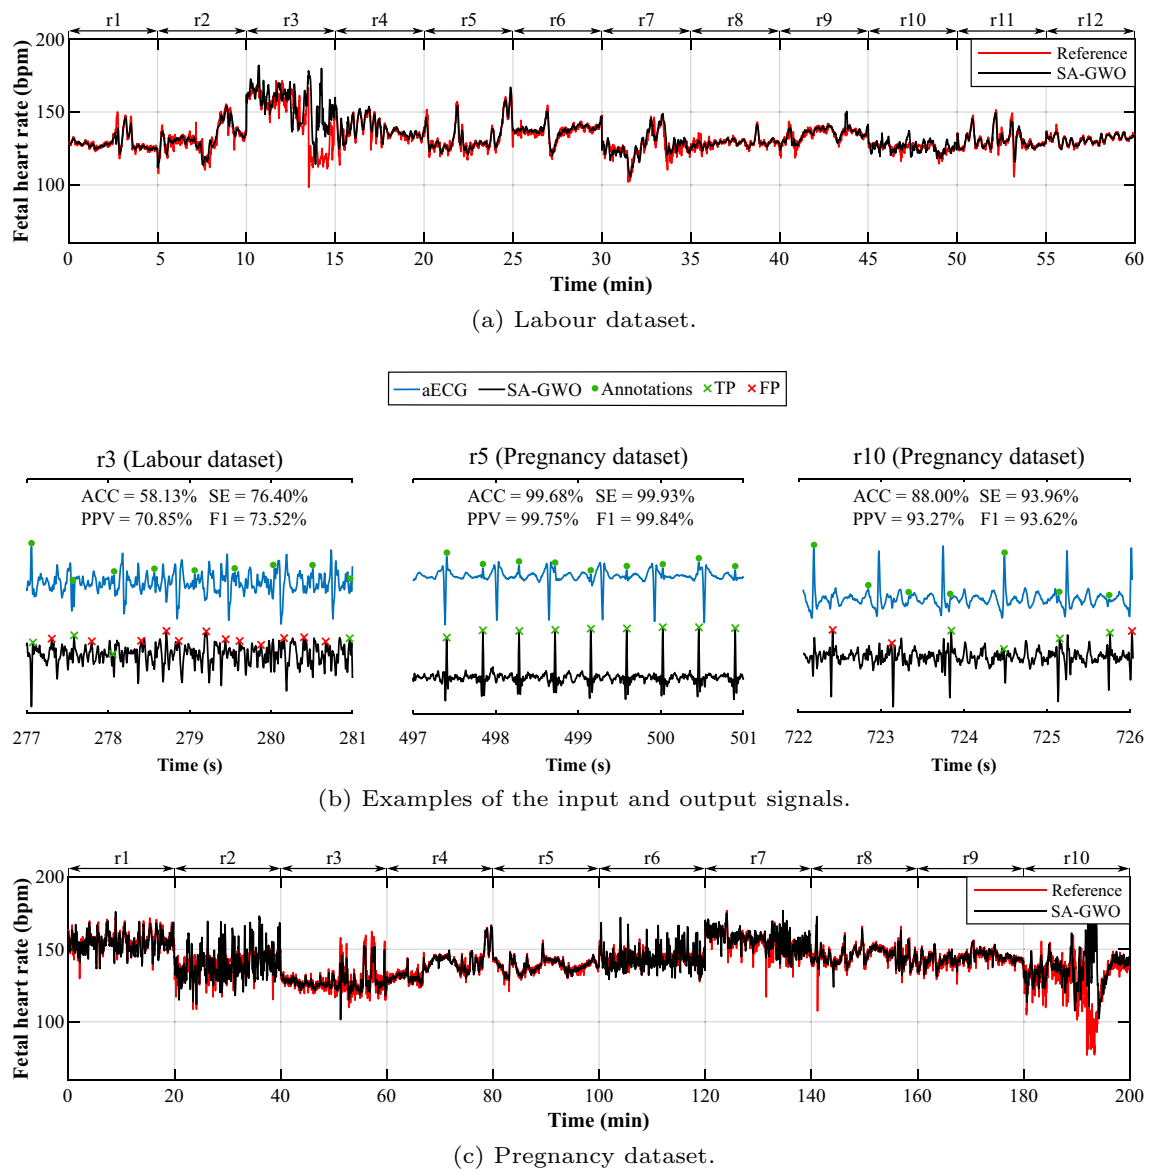 r1 r2 r3 r4 r5 r6 r7 r8 r9 r10 r11 r12
Fetal heart rate (bpm)
200
150
100
Reference
SA-GWO
0 5 10 15 20 25 30 35 40 45 50 55 60
Time (min)
(a) Labour dataset.
aECG SA-GWO Annotations TP FP
r3 (Labour dataset)
ACC = 58.13% SE = 76.40%
PPV = 70.85% F1 = 73.52%
277 278 279 280 281
Time (s)
r5 (Pregnancy dataset)
ACC = 99.68% SE = 99.93%
PPV = 99.75% F1 = 99.84%
497 498 499 500 501
Time (s)
r10 (Pregnancy dataset)
ACC = 88.00% SE = 93.96%
PPV = 93.27% F1 = 93.62%
722 723 724 725 726
Time (s)
(b) Examples of the input and output signals.
r1 r2 r3 r4 r5 r6 r7 r8 r9 r10
Fetal heart rate (bpm)
200
150
100
Reference
SA-GWO
0 20 40 60 80 100 120 140 160 180 200
Time (min)
(c) Pregnancy dataset.